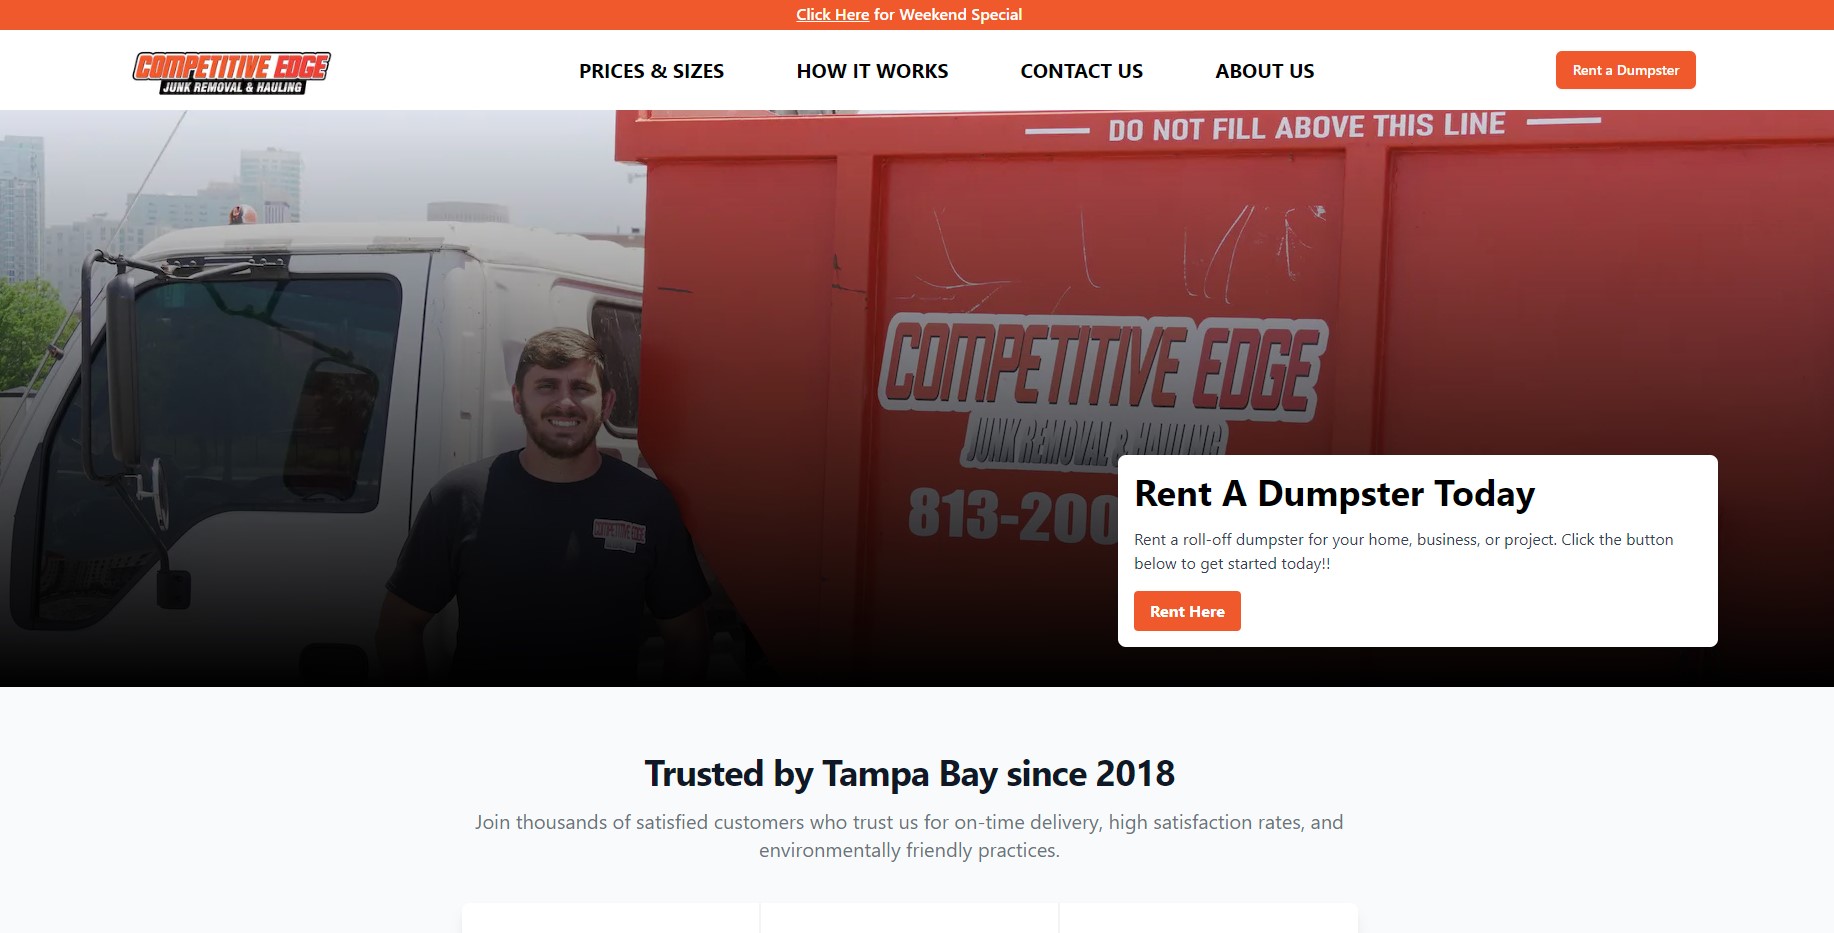 Click Here for Weekend Special
COMPETITIVE EDGE
JUNK REMOVAL & HAULING
PRICES & SIZES
HOW IT WORKS
CONTACT US
ABOUT US
Rent a Dumpster
DO NOT FILL ABOVE THIS LINE
COMPETITIVE EDGE
JUNK REMOVAL & HAULING
813-200
COMPETITIVE EDGE
Rent A Dumpster Today
Rent a roll-off dumpster for your home, business, or project. Click the button
below to get started today!!
Rent Here
Trusted by Tampa Bay since 2018
Join thousands of satisfied customers who trust us for on-time delivery, high satisfaction rates, and
environmentally friendly practices.